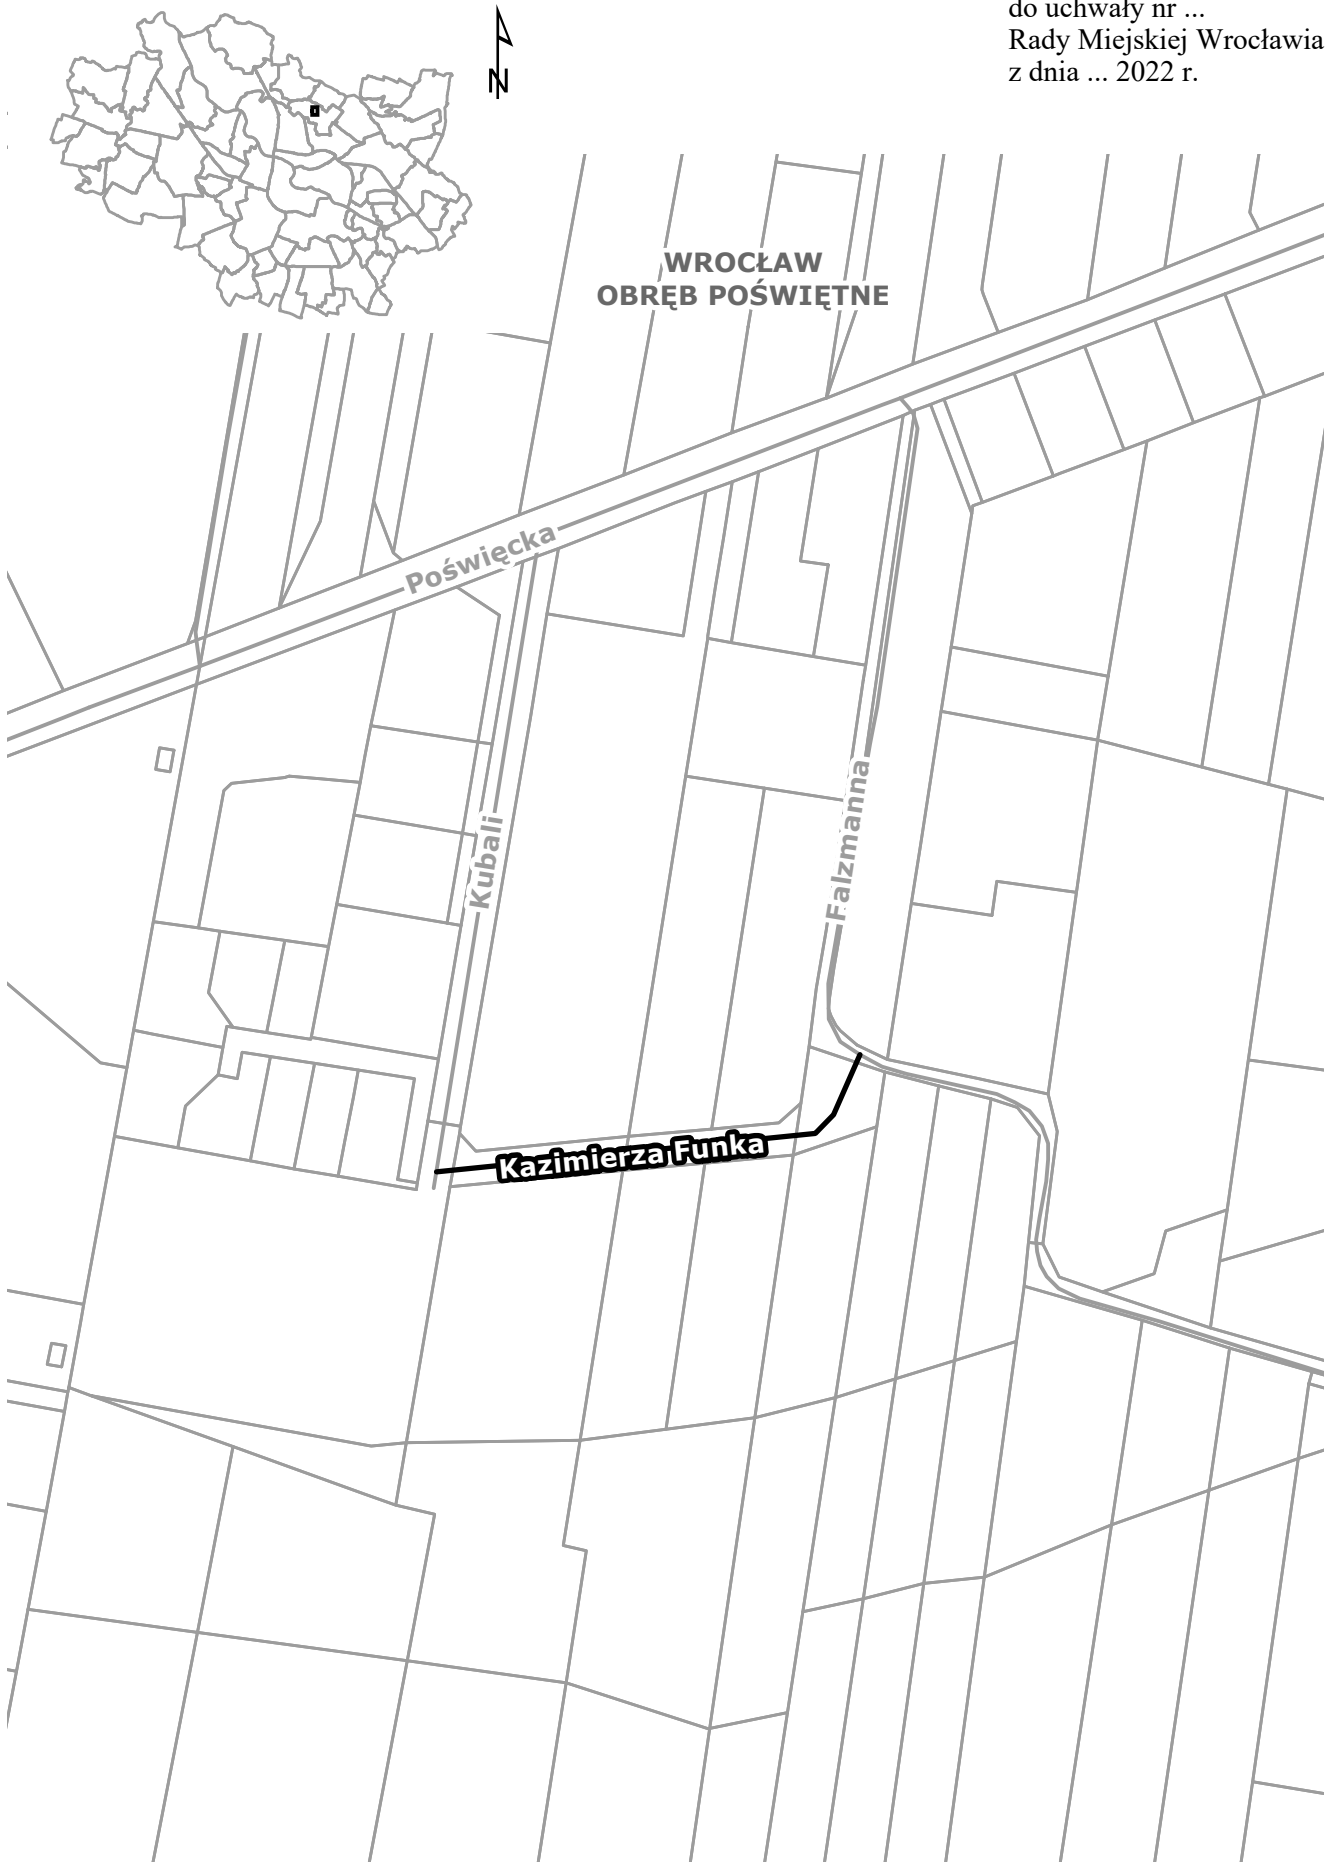 do uchwały nr ...
Rady Miejskiej Wrocławia
z dnia ... 2022 r.
N
WROCŁAW
OBRĘB POŚWIĘTNE
Poświęcka
Kubali
Falzmanna
Kazimierza Funka